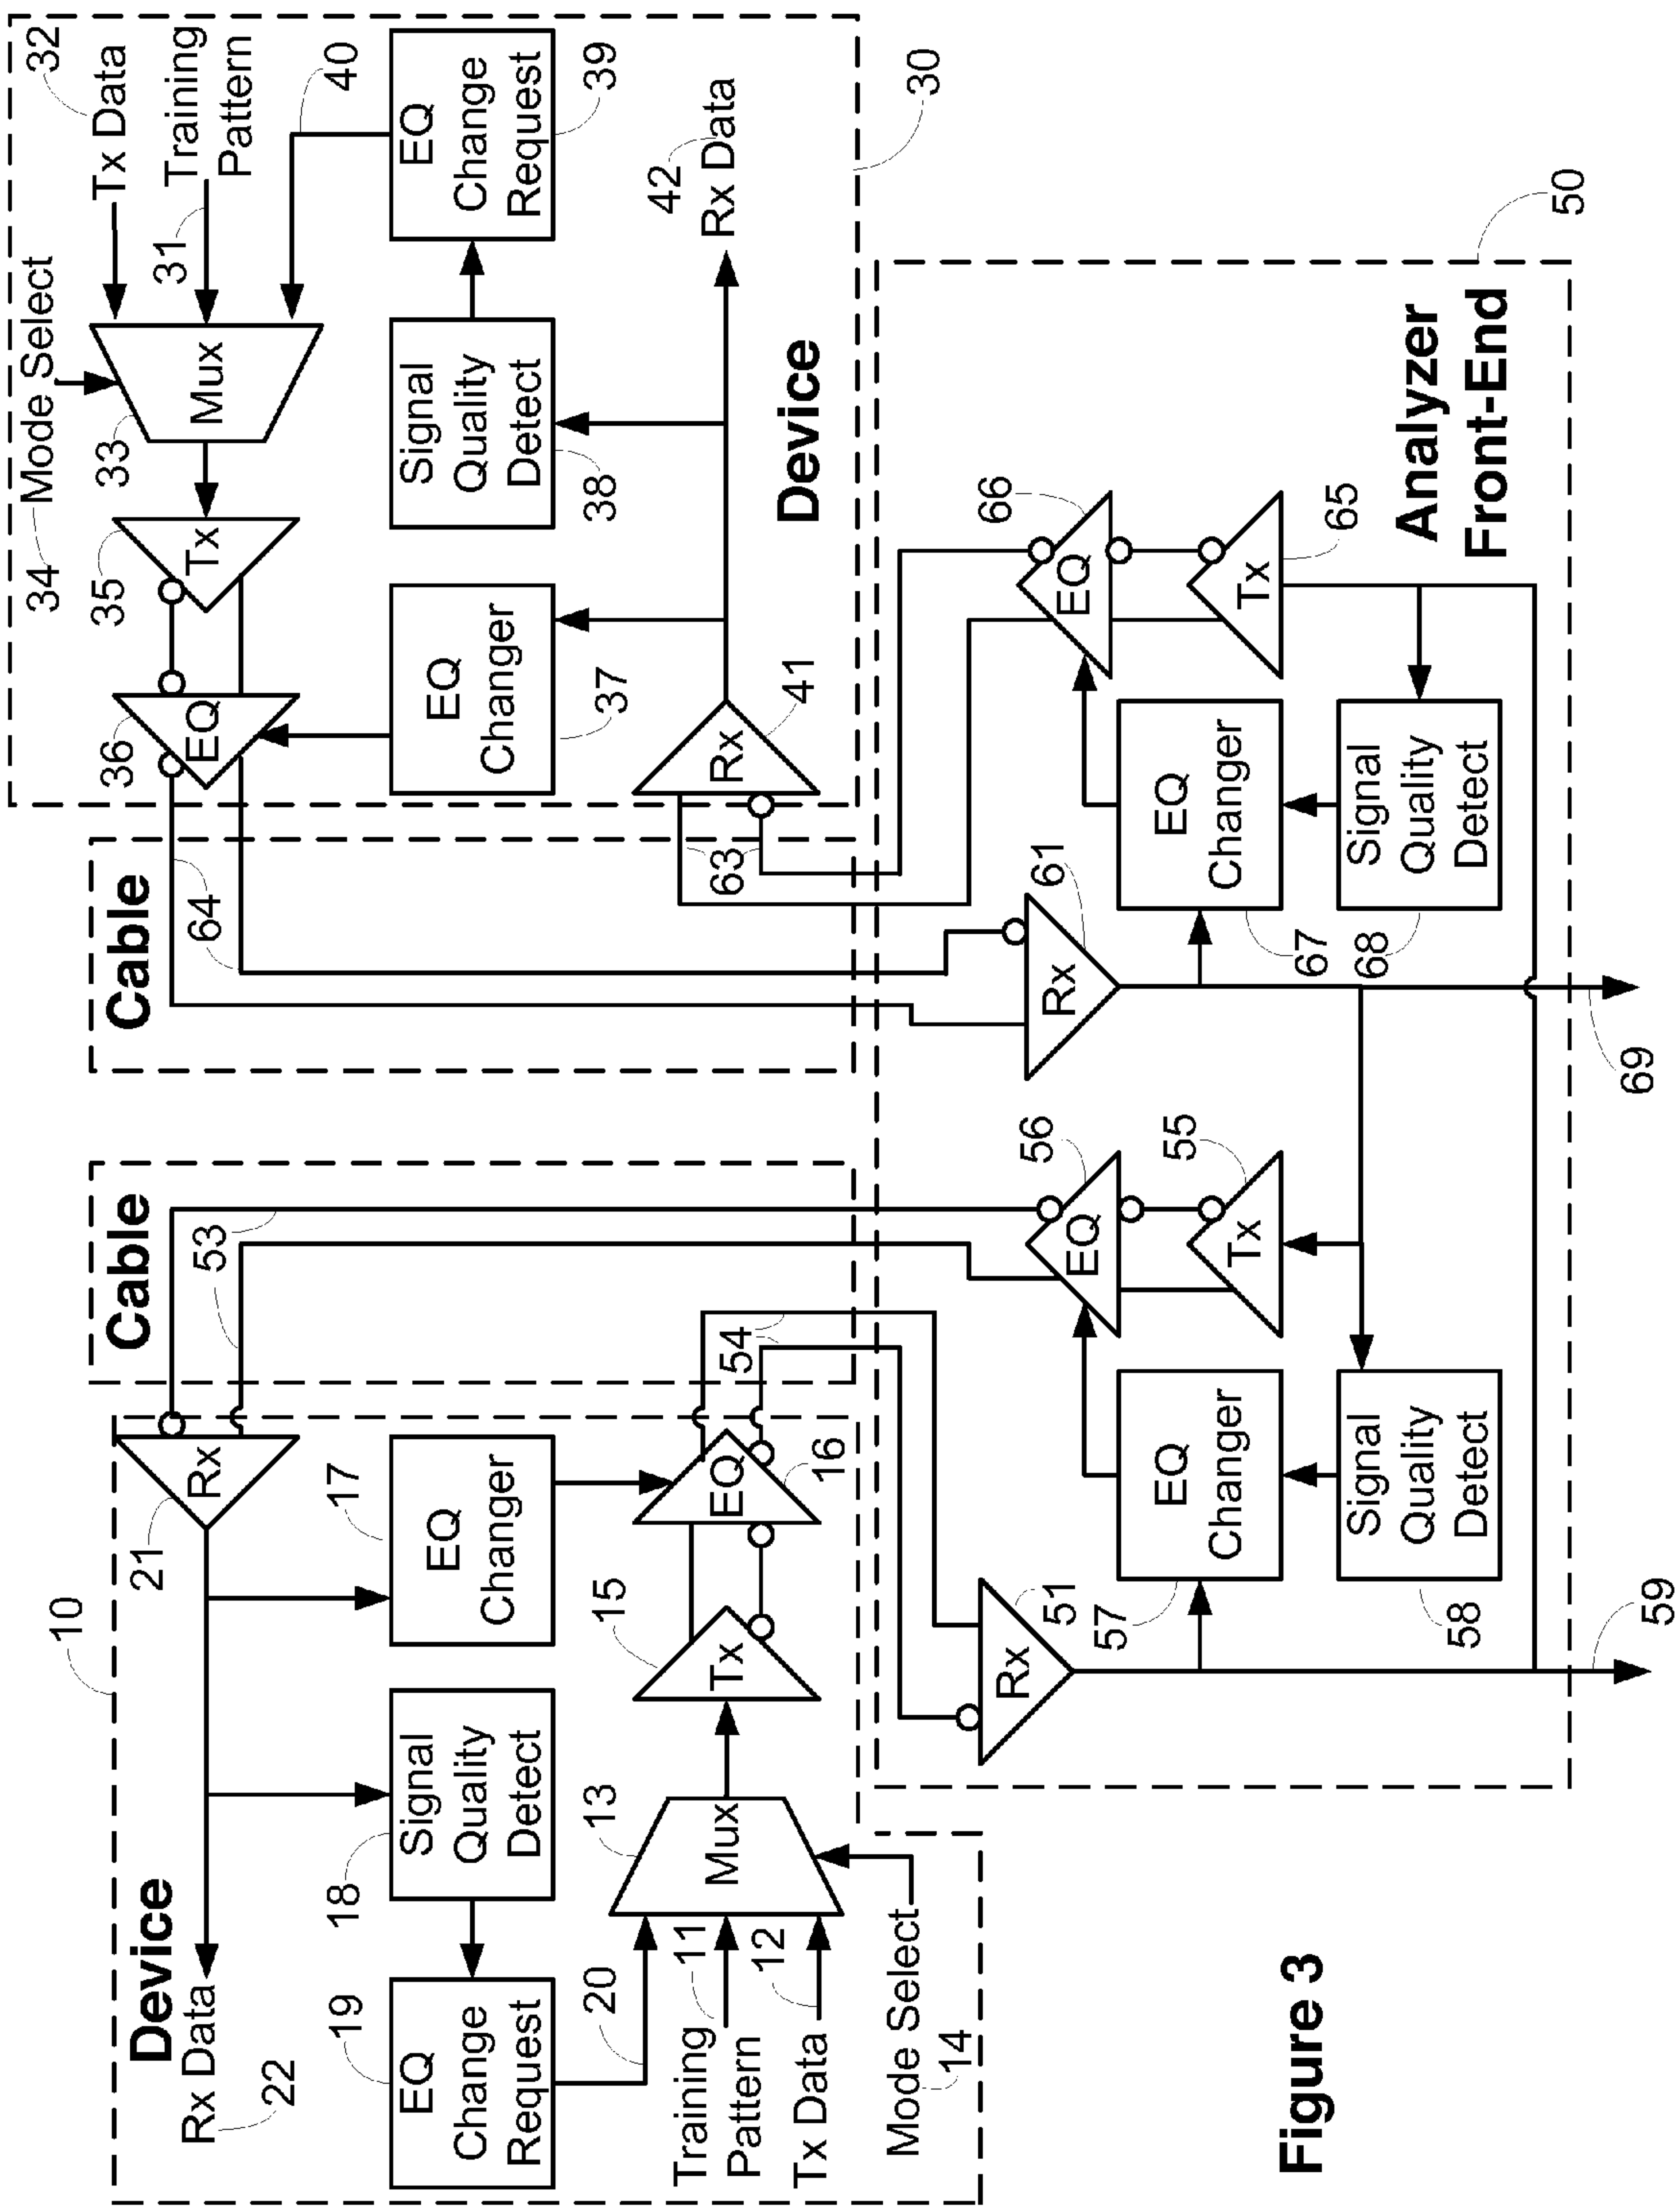 Device
10
Rx Data
22
Rx
21
19
EQ
Change
Request
18
Signal
Quality
Detect
17
EQ
Changer
20
Training
Pattern
11
Tx Data
12
Mode Select
14
13
Mux
15
Tx
EQ
16
Cable
53
54
Cable
64
63
34
Mode Select
32
Tx Data
Training
Pattern
31
33
Mux
35
Tx
36
EQ
40
EQ
Changer
37
Signal
Quality
Detect
38
EQ
Change
Request
39
Rx
41
42
Rx Data
Device
30
50
Rx
51
EQ
56
Tx
55
EQ
Changer
57
Signal
Quality
Detect
58
59
Rx
61
EQ
66
Tx
65
EQ
Changer
67
Signal
Quality
Detect
68
69
Analyzer
Front-End
Figure 3